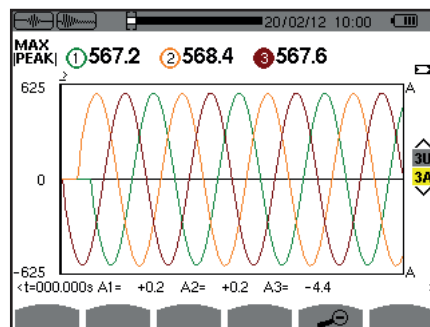 20/02/12 10:00
MAX
|PEAK| 1 567.2 2 568.4 3 567.6
625 A
0
3U
3A
-625 A
<t=000.000s A1= +0.2 A2= +0.2 A3= -4.4